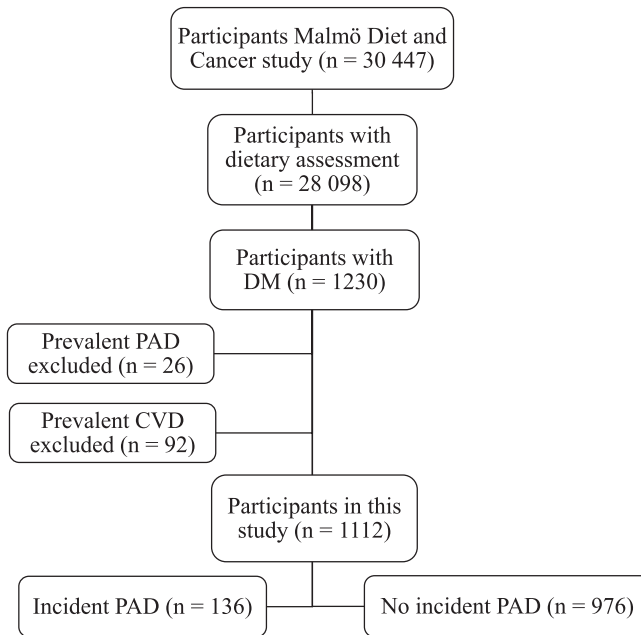 Participants Malmö Diet and
Cancer study (n = 30 447)
Participants with
dietary assessment
(n = 28 098)
Participants with
DM (n = 1230)
Prevalent PAD
excluded (n = 26)
Prevalent CVD
excluded (n = 92)
Participants in this
study (n = 1112)
Incident PAD (n = 136)
No incident PAD (n = 976)